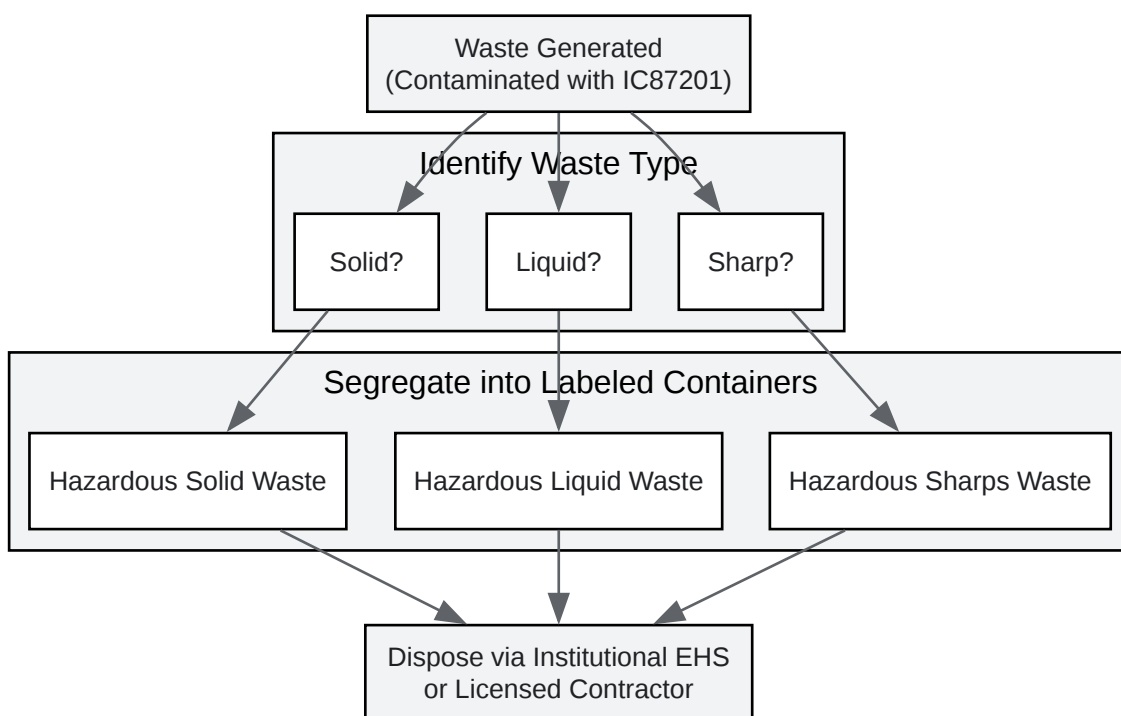 Waste Generated
(Contaminated with IC87201)
Identify Waste Type
Solid?
Liquid?
Sharp?
Segregate into Labeled Containers
Hazardous Solid Waste
Hazardous Liquid Waste
Hazardous Sharps Waste
Dispose via Institutional EHS
or Licensed Contractor